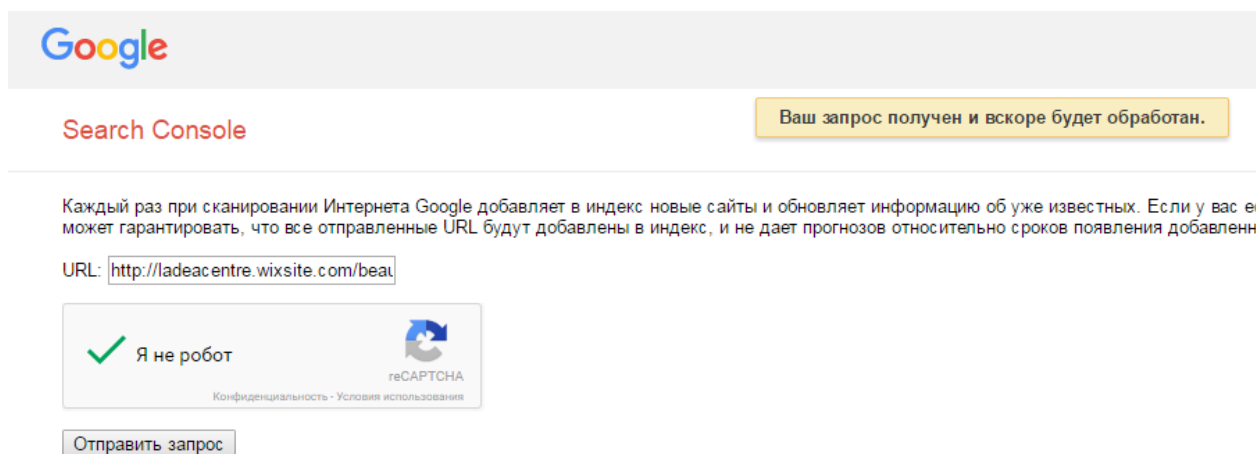 Google
Search Console
Ваш запрос получен и вскоре будет обработан.
Каждый раз при сканировании Интернета Google добавляет в индекс новые сайты и обновляет информацию об уже известных. Если у вас
может гарантировать, что все отправленные URL будут добавлены в индекс, и не дает прогнозов относительно сроков появления
URL: http://ladeacentre.wixsite.com/beau
Я не робот
reCAPTCHA
Конфиденциальность - Условия использования
Отправить запрос